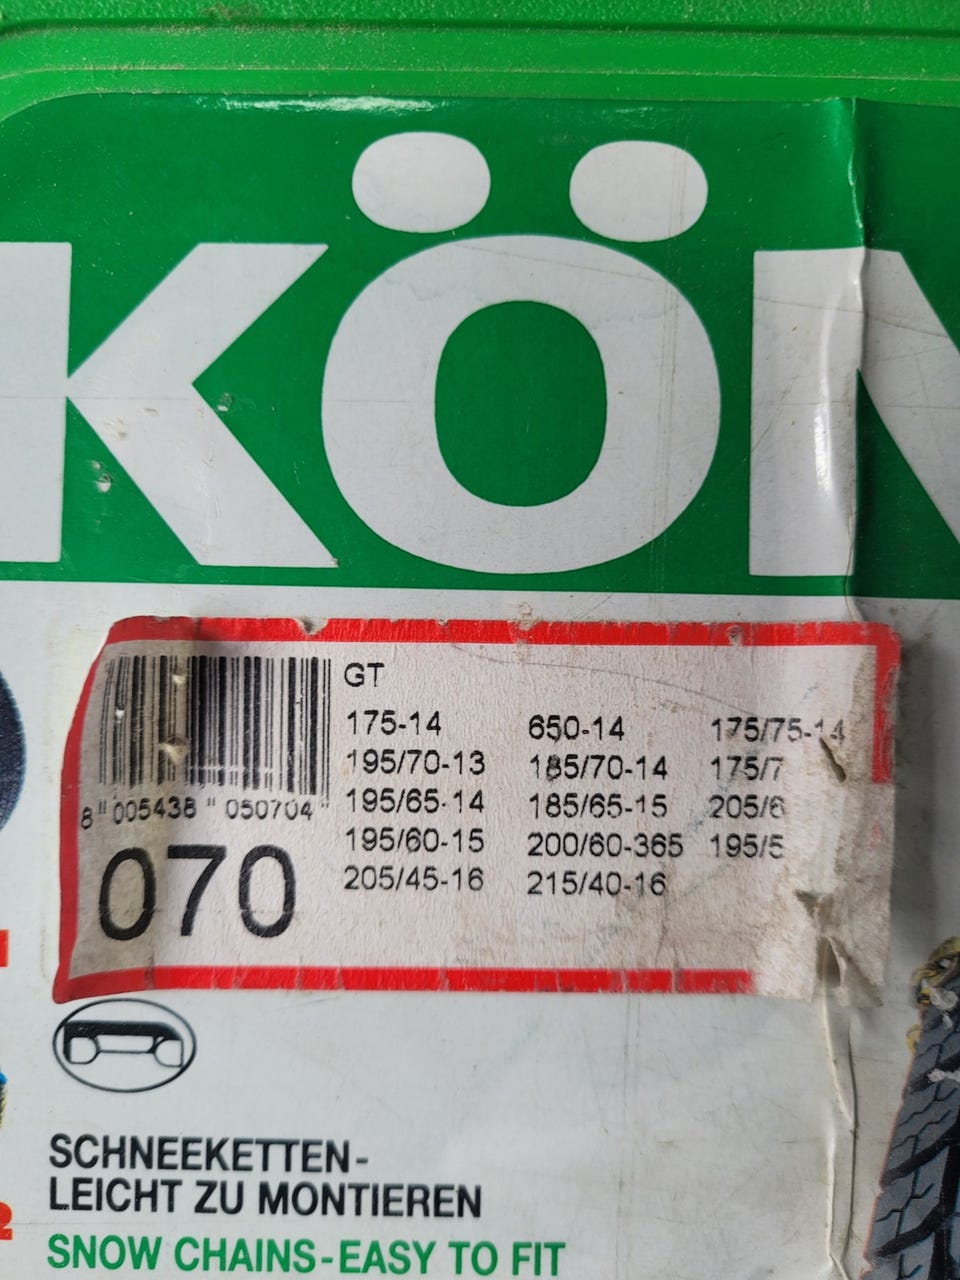 KÖN
GT
175-14 650-14 175/75-14
195/70-13 185/70-14 175/7
195/65-14 185/65-15 205/6
195/60-15 200/60-365 195/5
205/45-16 215/40-16
8 005438 050704
070
SCHNEEKETTEN-
LEICHT ZU MONTIEREN
SNOW CHAINS-EASY TO FIT